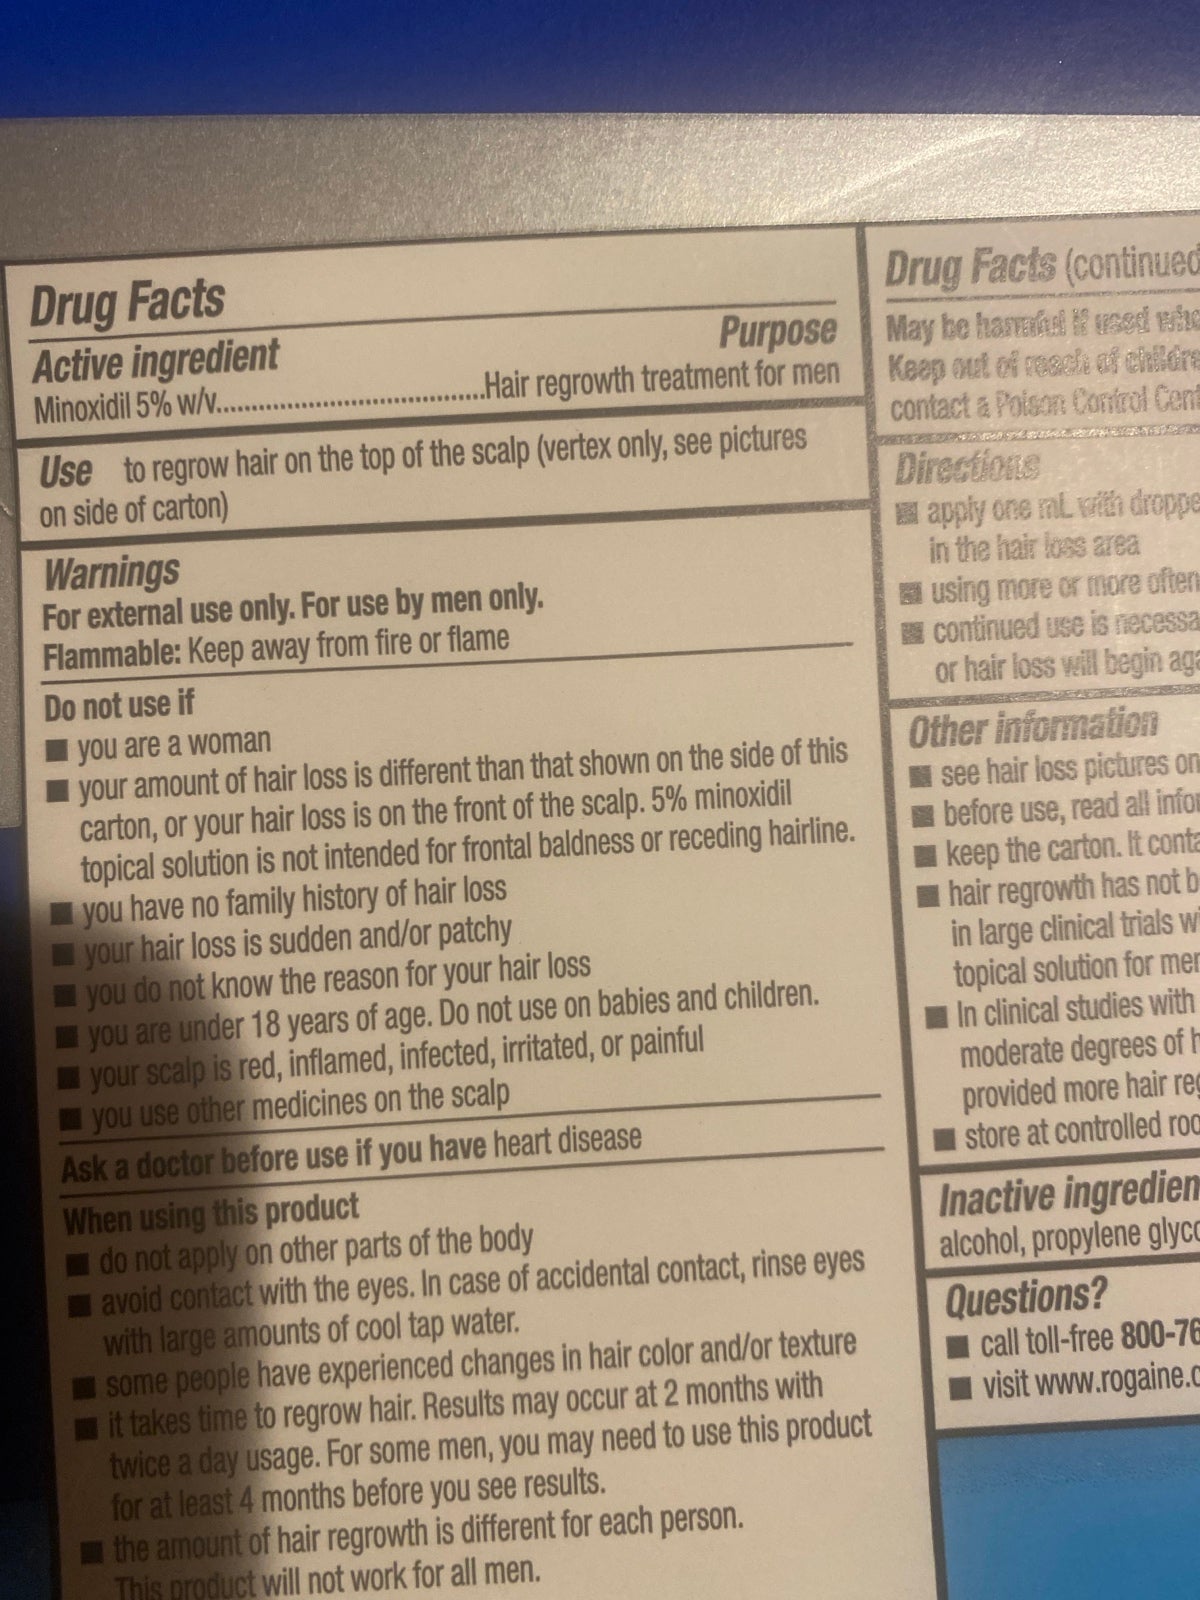 Drug Facts
Active ingredient Purpose
Minoxidil 5% w/v........................................Hair regrowth treatment for men
Use to regrow hair on the top of the scalp (vertex only, see pictures
on side of carton)
Warnings
For external use only. For use by men only.
Flammable: Keep away from fire or flame
Do not use if
■ you are a woman
■ your amount of hair loss is different than that shown on the side of this
carton, or your hair loss is on the front of the scalp. 5% minoxidil
topical solution is not intended for frontal baldness or receding hairline.
■ you have no family history of hair loss
■ your hair loss is sudden and/or patchy
■ you do not know the reason for your hair loss
■ you are under 18 years of age. Do not use on babies and children.
■ your scalp is red, inflamed, infected, irritated, or painful
■ you use other medicines on the scalp
Ask a doctor before use if you have heart disease
When using this product
■ do not apply on other parts of the body
■ avoid contact with the eyes. In case of accidental contact, rinse eyes
with large amounts of cool tap water.
■ some people have experienced changes in hair color and/or texture
■ it takes time to regrow hair. Results may occur at 2 months with
twice a day usage. For some men, you may need to use this product
for at least 4 months before you see results.
■ the amount of hair regrowth is different for each person.
This product will not work for all men.
Drug Facts (continued
May be harmful if used
Keep out of reach of
contact a Poison Control
Directions
■ apply one mL with
in the hair loss area
■ using more or more often
■ continued use is
or hair loss will begin
Other information
■ see hair loss pictures on
■ before use, read all
■ keep the carton. It
■ hair regrowth has not
in large clinical trials
topical solution for
■ In clinical studies with
moderate degrees of
provided more hair
■ store at controlled
Inactive
alcohol, propylene
Questions?
■ call toll-free 800-76
■ visit www.rogaine.c